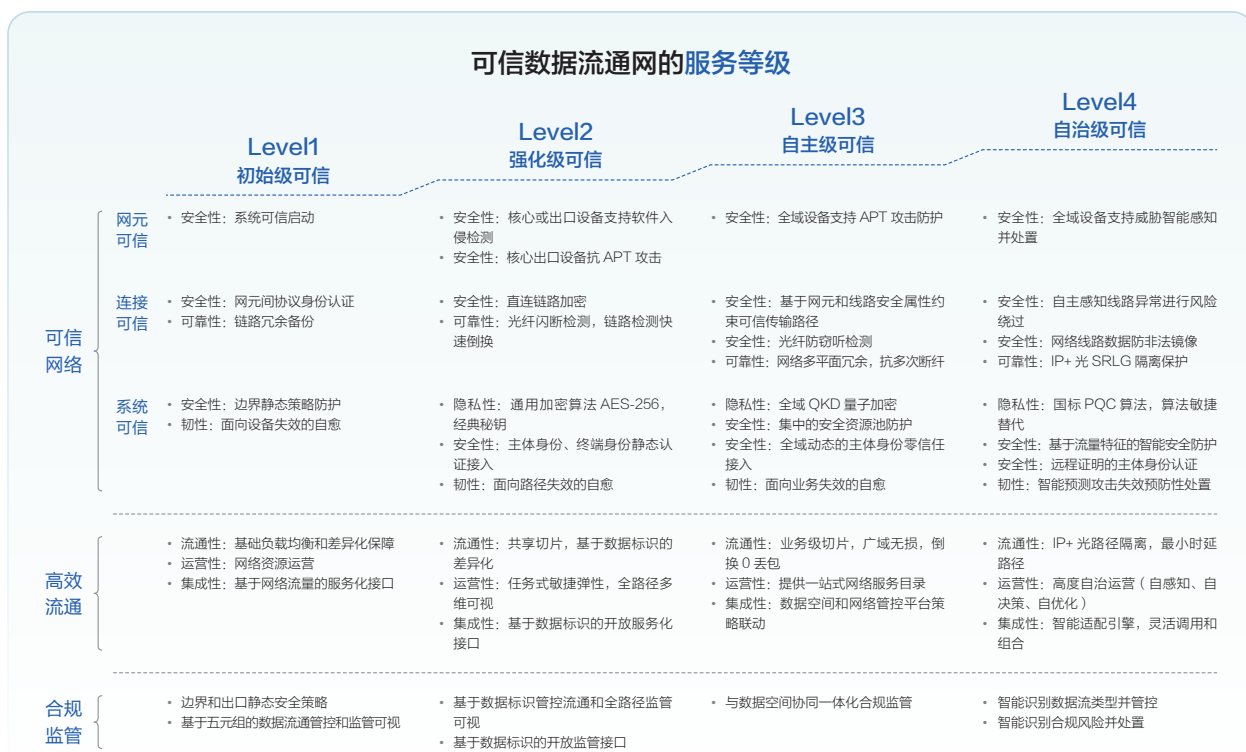 可信数据流通网的服务等级
Level1
初始级可信
Level2
强化级可信
Level3
自主级可信
Level4
自治级可信
可信
网络
网元
可信
• 安全性：系统可信启动
• 安全性：核心或出口设备支持软件入
侵检测
• 安全性：核心出口设备抗 APT 攻击
• 安全性：全域设备支持 APT 攻击防护
• 安全性：全域设备支持威胁智能感知
并处置
连接
可信
• 安全性：网元间协议身份认证
• 可靠性：链路冗余备份
• 安全性：直连链路加密
• 可靠性：光纤闪断检测，链路检测快
速倒换
• 安全性：基于网元和线路安全属性约
束可信传输路径
• 安全性：光纤防窃听检测
• 可靠性：网络多平面冗余，抗多次断纤
• 安全性：自主感知线路异常进行风险
绕过
• 安全性：网络线路数据防非法镜像
• 可靠性：IP+ 光 SRLG 隔离保护
系统
可信
• 安全性：边界静态策略防护
• 韧性：面向设备失效的自愈
• 隐私性：通用加密算法 AES-256，
经典秘钥
• 安全性：主体身份、终端身份静态认
证接入
• 韧性：面向路径失效的自愈
• 隐私性：全域 QKD 量子加密
• 安全性：集中的安全资源池防护
• 安全性：全域动态的主体身份零信任
接入
• 韧性：面向业务失效的自愈
• 隐私性：国标 PQC 算法，算法敏捷
替代
• 安全性：基于流量特征的智能安全防护
• 安全性：远程证明的主体身份认证
• 韧性：智能预测攻击失效预防性处置
高效
流通
• 流通性：基础负载均衡和差异化保障
• 运营性：网络资源运营
• 集成性：基于网络流量的服务化接口
• 流通性：共享切片，基于数据标识的
差异化
• 运营性：任务式敏捷弹性，全路径多
维可视
• 集成性：基于数据标识的开放服务化
接口
• 流通性：业务级切片，广域无损，倒
换 0 丢包
• 运营性：提供一站式网络服务目录
• 集成性：数据空间和网络管控平台策
略联动
• 流通性：IP+ 光路径隔离，最小时延
路径
• 运营性：高度自治运营（自感知、自
决策、自优化）
• 集成性：智能适配引擎，灵活调用和
组合
合规
监管
• 边界和出口静态安全策略
• 基于五元组的数据流通管控和监管可视
• 基于数据标识管控流通和全路径监管
可视
• 基于数据标识的开放监管接口
• 与数据空间协同一体化合规监管
• 智能识别数据流类型并管控
• 智能识别合规风险并处置